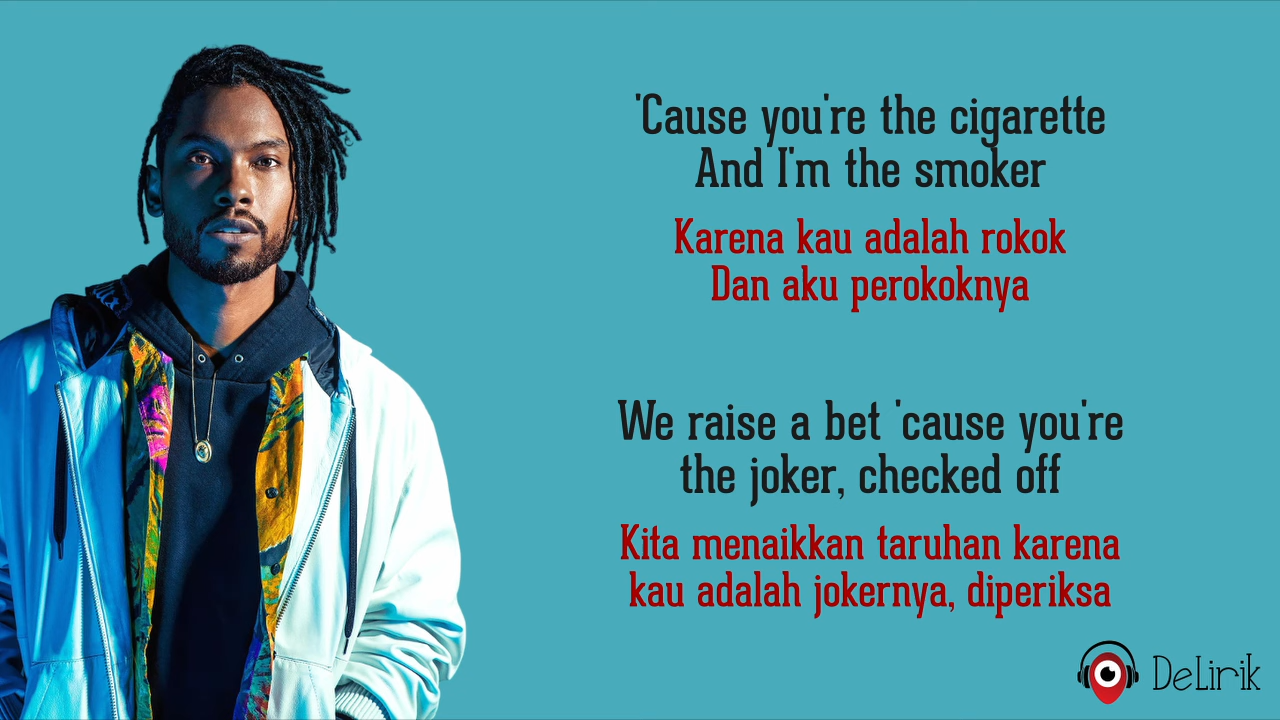 'Cause you're the cigarette
And I'm the smoker
Karena kau adalah rokok
Dan aku perokoknya
We raise a bet 'cause you're
the joker, checked off
Kita menaikkan taruhan karena
kau adalah jokernya, diperiksa
DeLirik